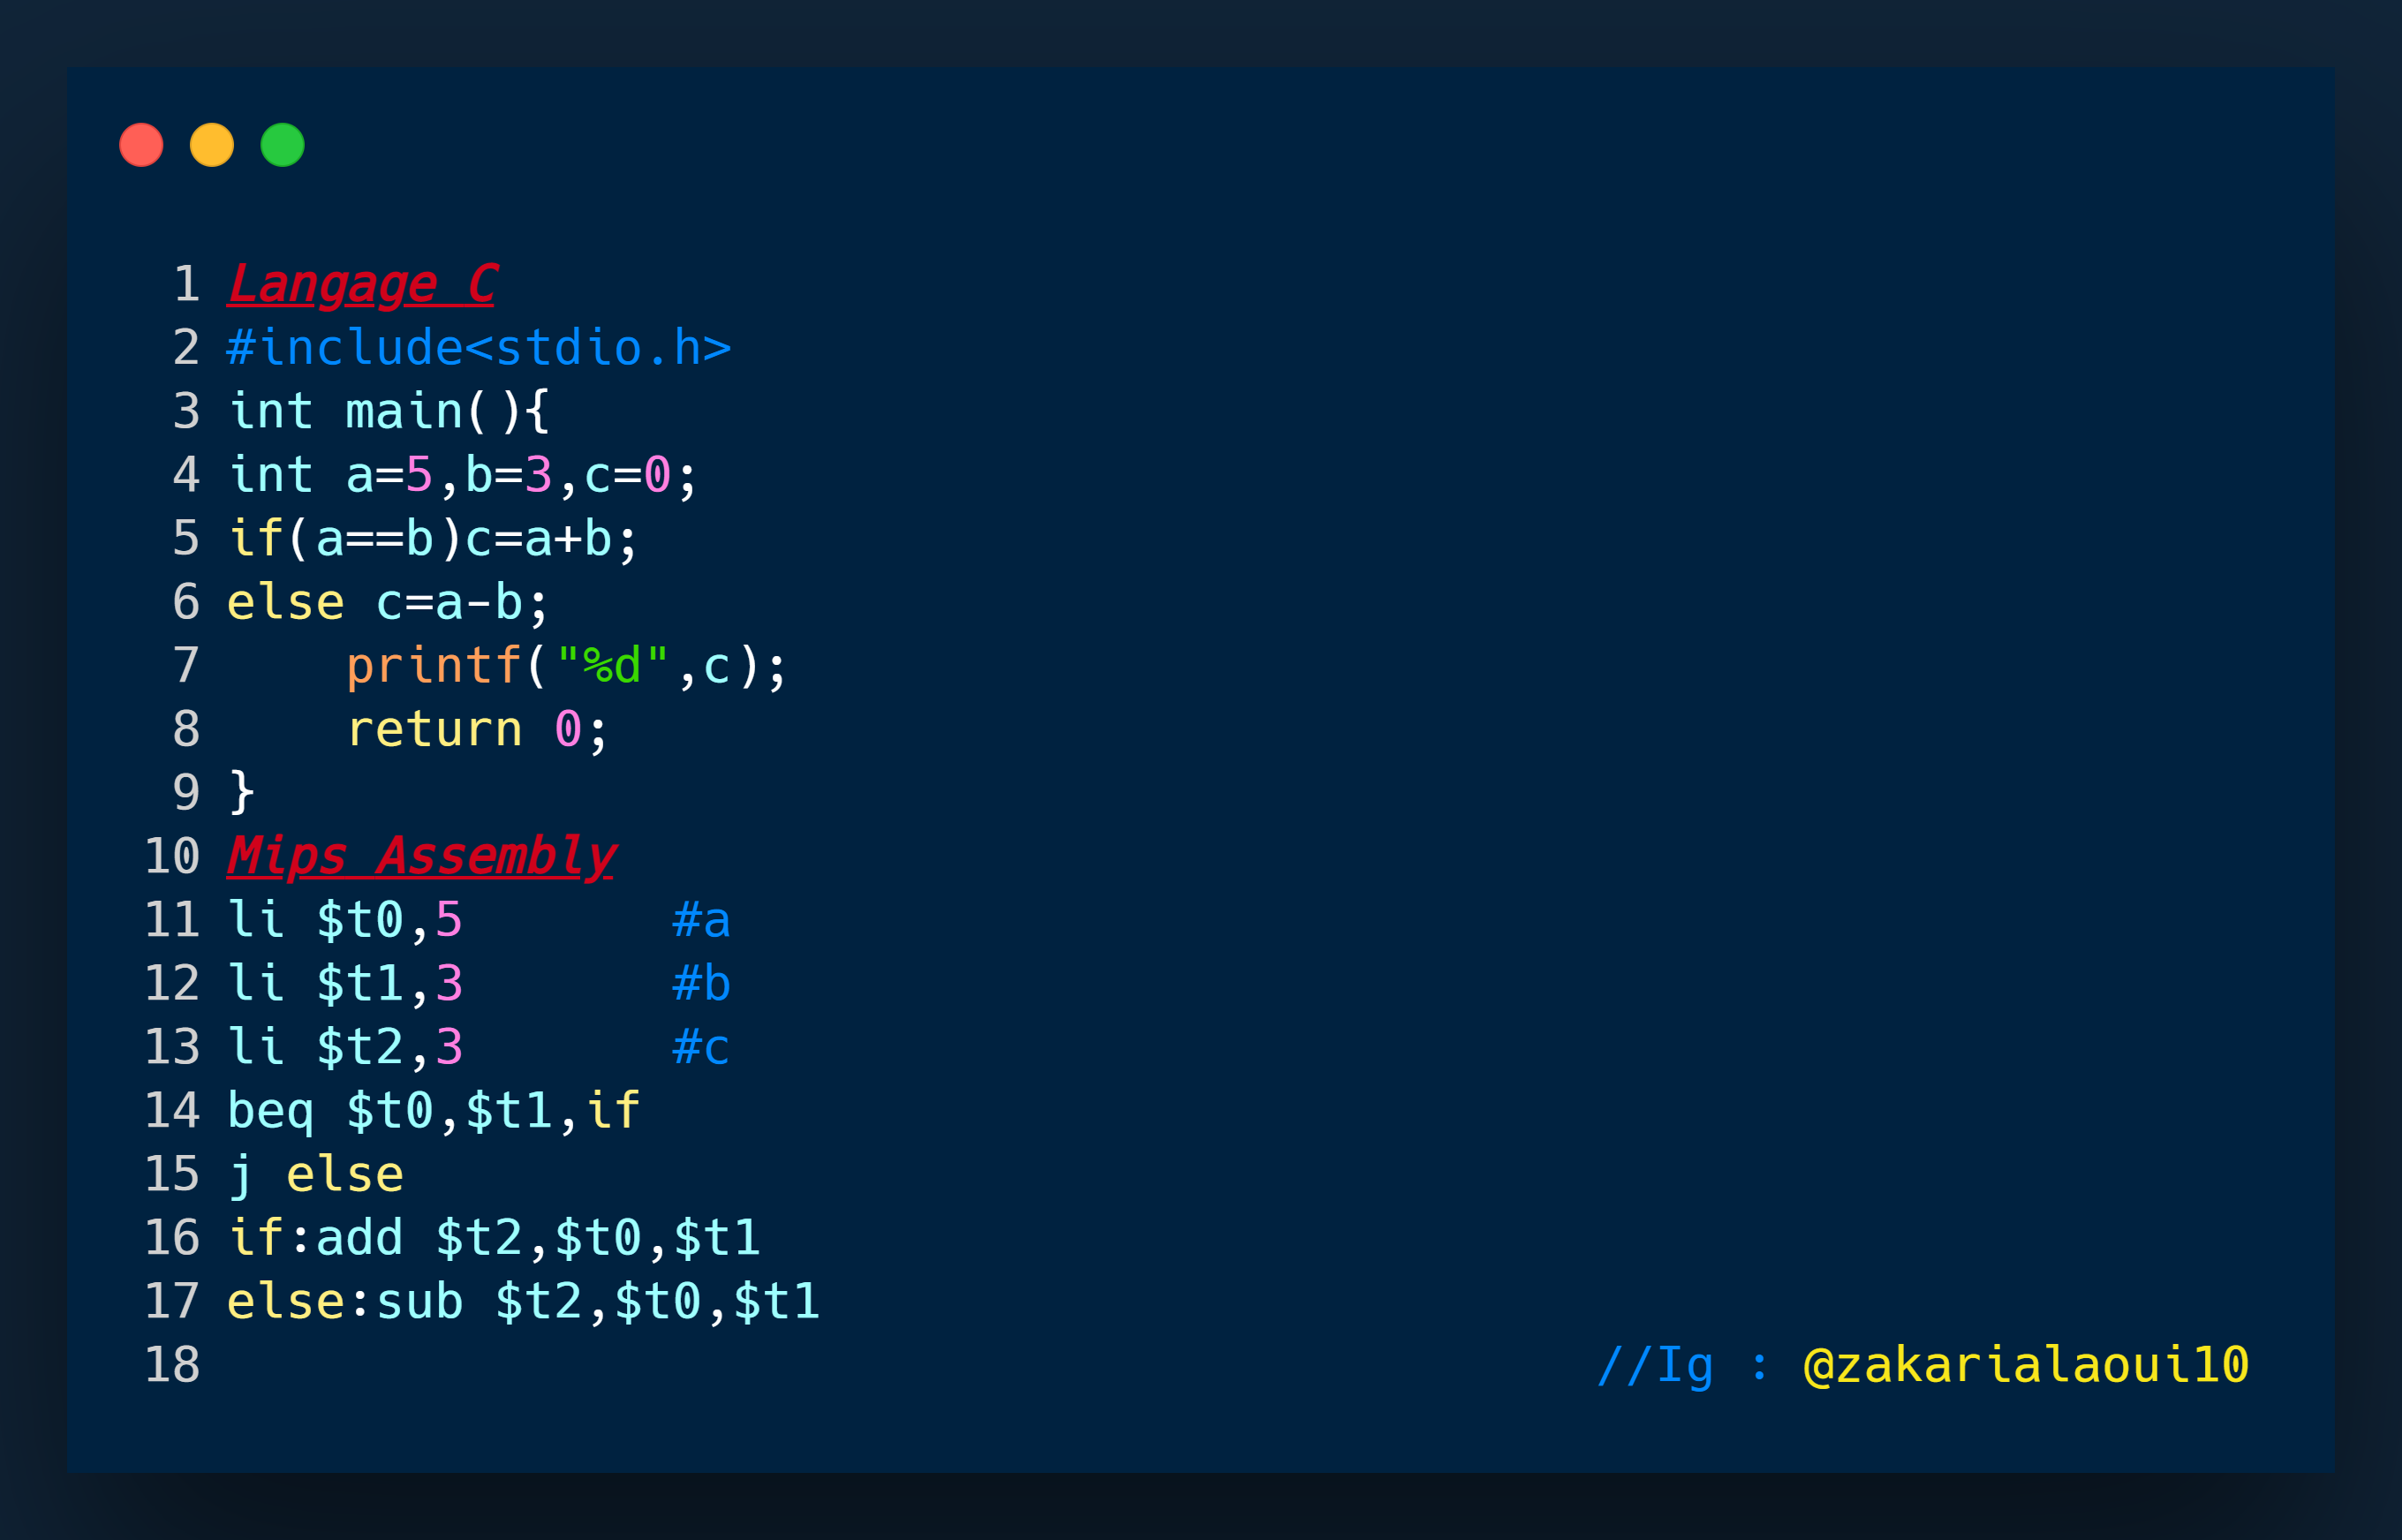 1 Langage C
2 #include<stdio.h>
3 int main(){
4 int a=5,b=3,c=0;
5 if(a==b)c=a+b;
6 else c=a-b;
7     printf("%d",c);
8     return 0;
9 }
10 Mips Assembly
11 li $t0,5       #a
12 li $t1,3       #b
13 li $t2,3       #c
14 beq $t0,$t1,if
15 j else
16 if:add $t2,$t0,$t1
17 else:sub $t2,$t0,$t1
18 //Ig : @zakarialaoui10